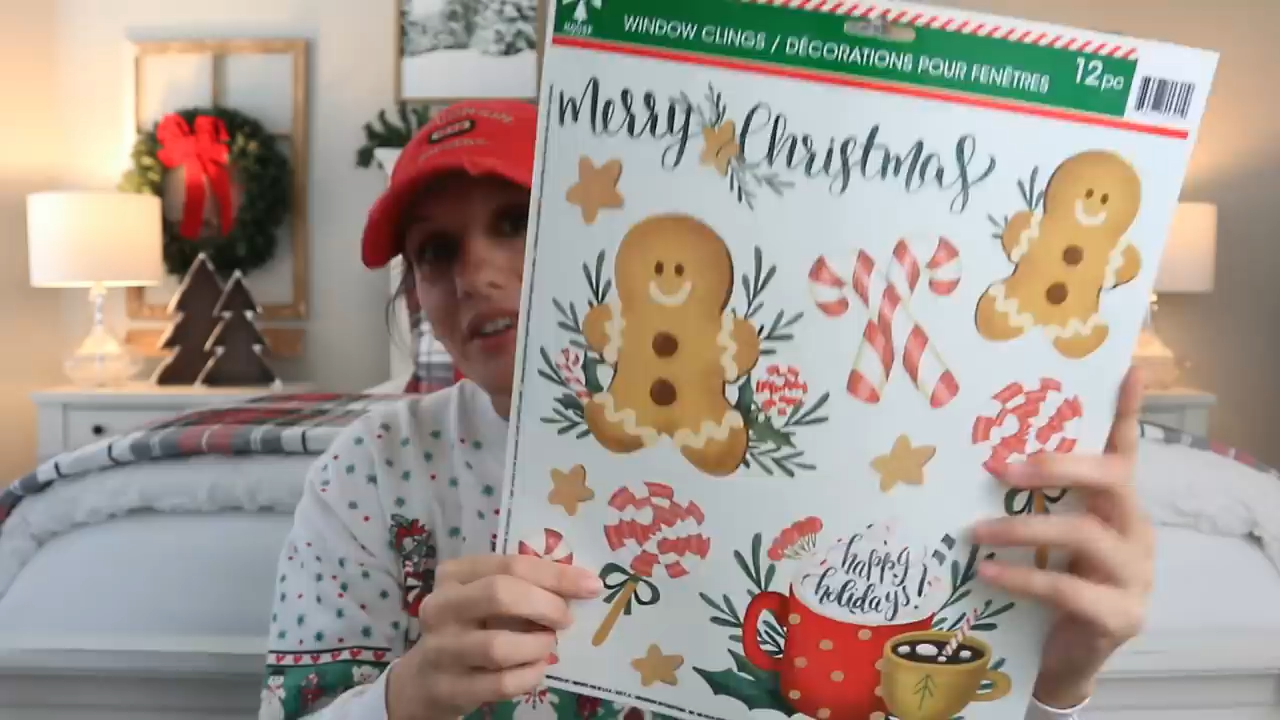 WINDOW CLINGS / DÉCORATIONS POUR FENÊTRES
12pc
Merry Christmas
happy
holidays!